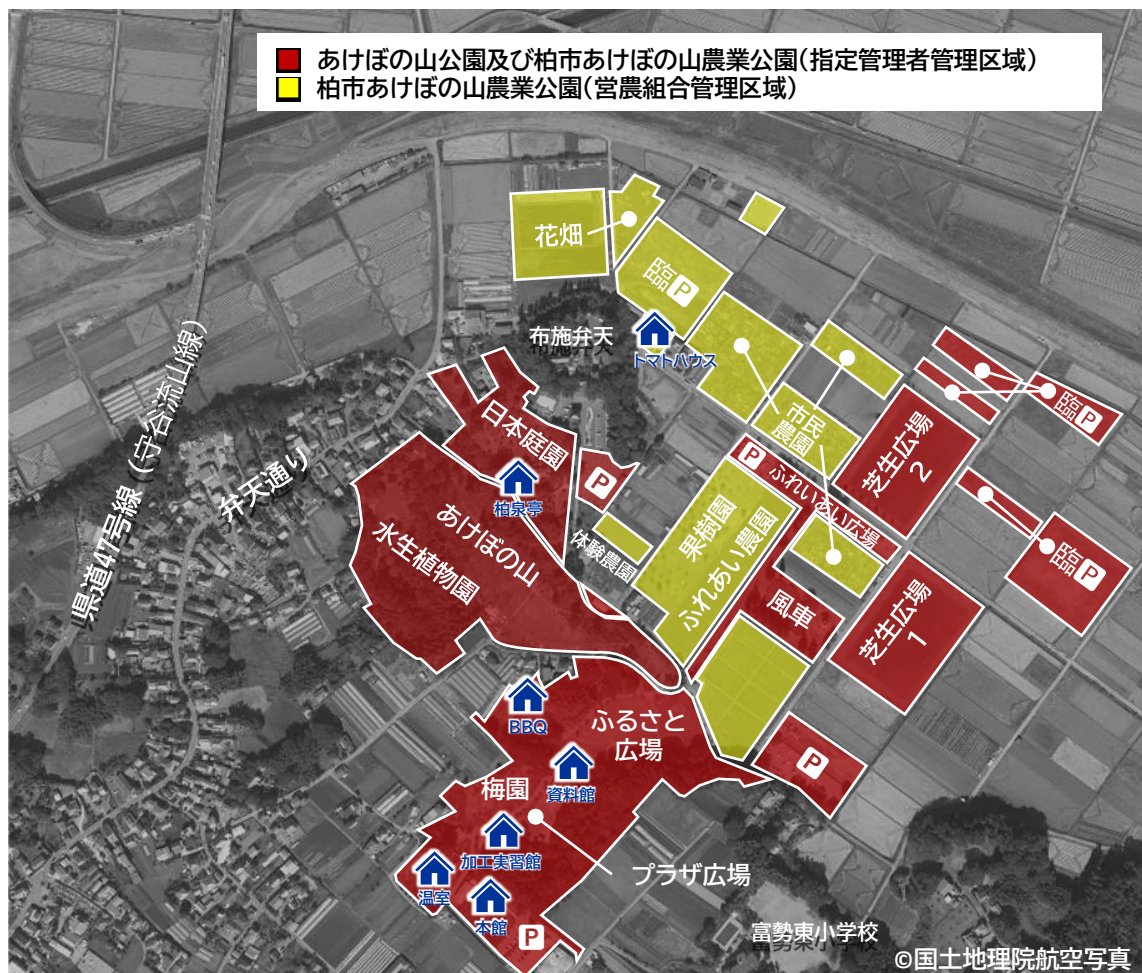 あけぼの山公園及び柏市あけぼの山農業公園(指定管理者管理区域)
柏市あけぼの山農業公園(営農組合管理区域)
花畑
臨P
布施弁天
トマトハウス
県道47号線(守谷流山線)
弁天通り
日本庭園
柏泉亭
P
市民
農園
芝生広場
2
臨P
P
ふれいあい広場
あけぼの山
水生植物園
体験農園
果樹園
ふれあい農園
臨P
風車
芝生広場
1
BBQ
ふるさと
広場
P
資料館
梅園
加工実習館
プラザ広場
温室
本館
P
富勢東小学校
©国土地理院航空写真